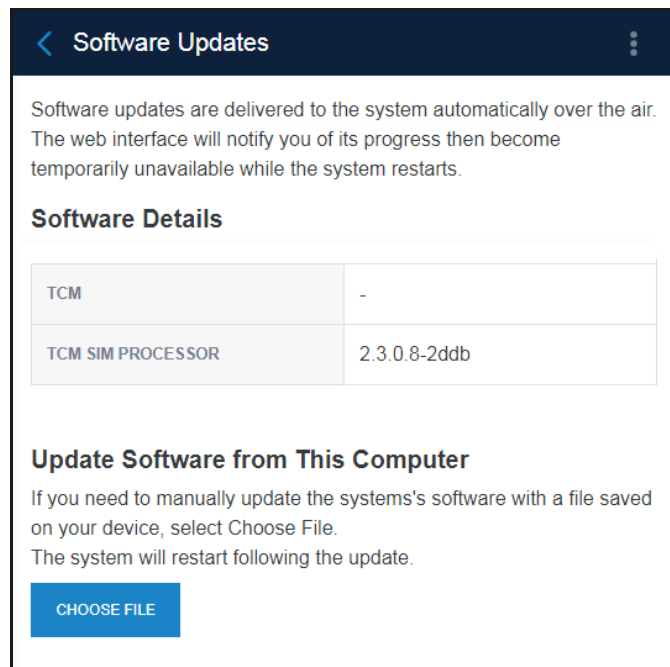 Software Updates
Software updates are delivered to the system automatically over the air.
The web interface will notify you of its progress then become
temporarily unavailable while the system restarts.
Software Details
TCM -
TCM SIM PROCESSOR 2.3.0.8-2ddb
Update Software from This Computer
If you need to manually update the systems's software with a file saved
on your device, select Choose File.
The system will restart following the update.
CHOOSE FILE